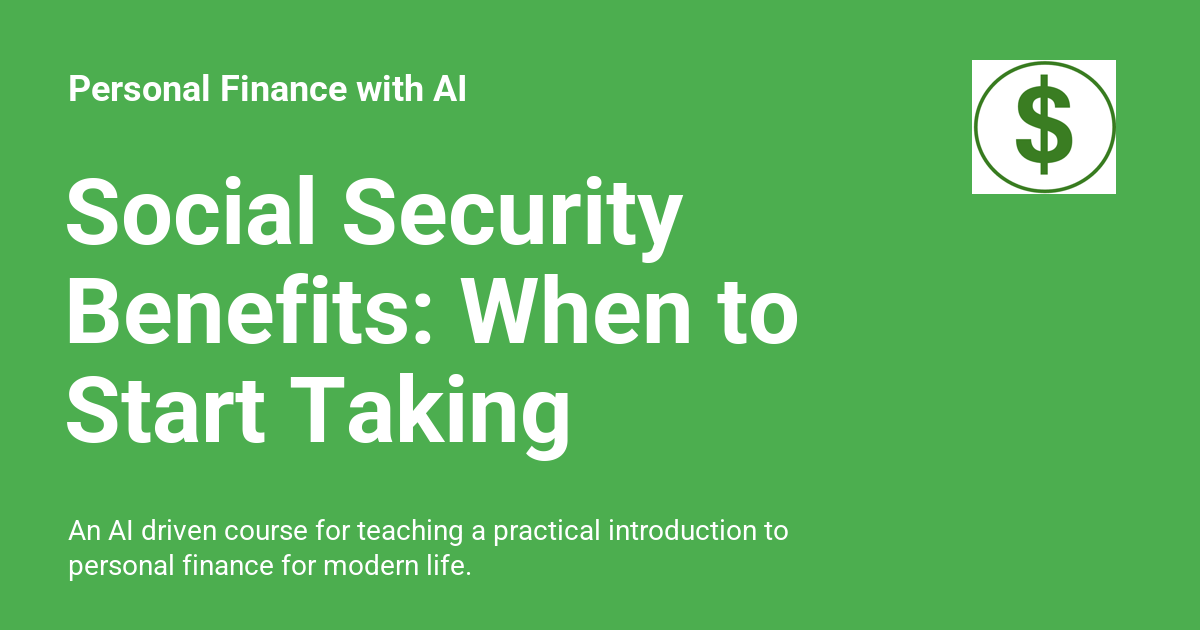 Personal Finance with AI
$
Social Security
Benefits: When to
Start Taking
An AI driven course for teaching a practical introduction to
personal finance for modern life.